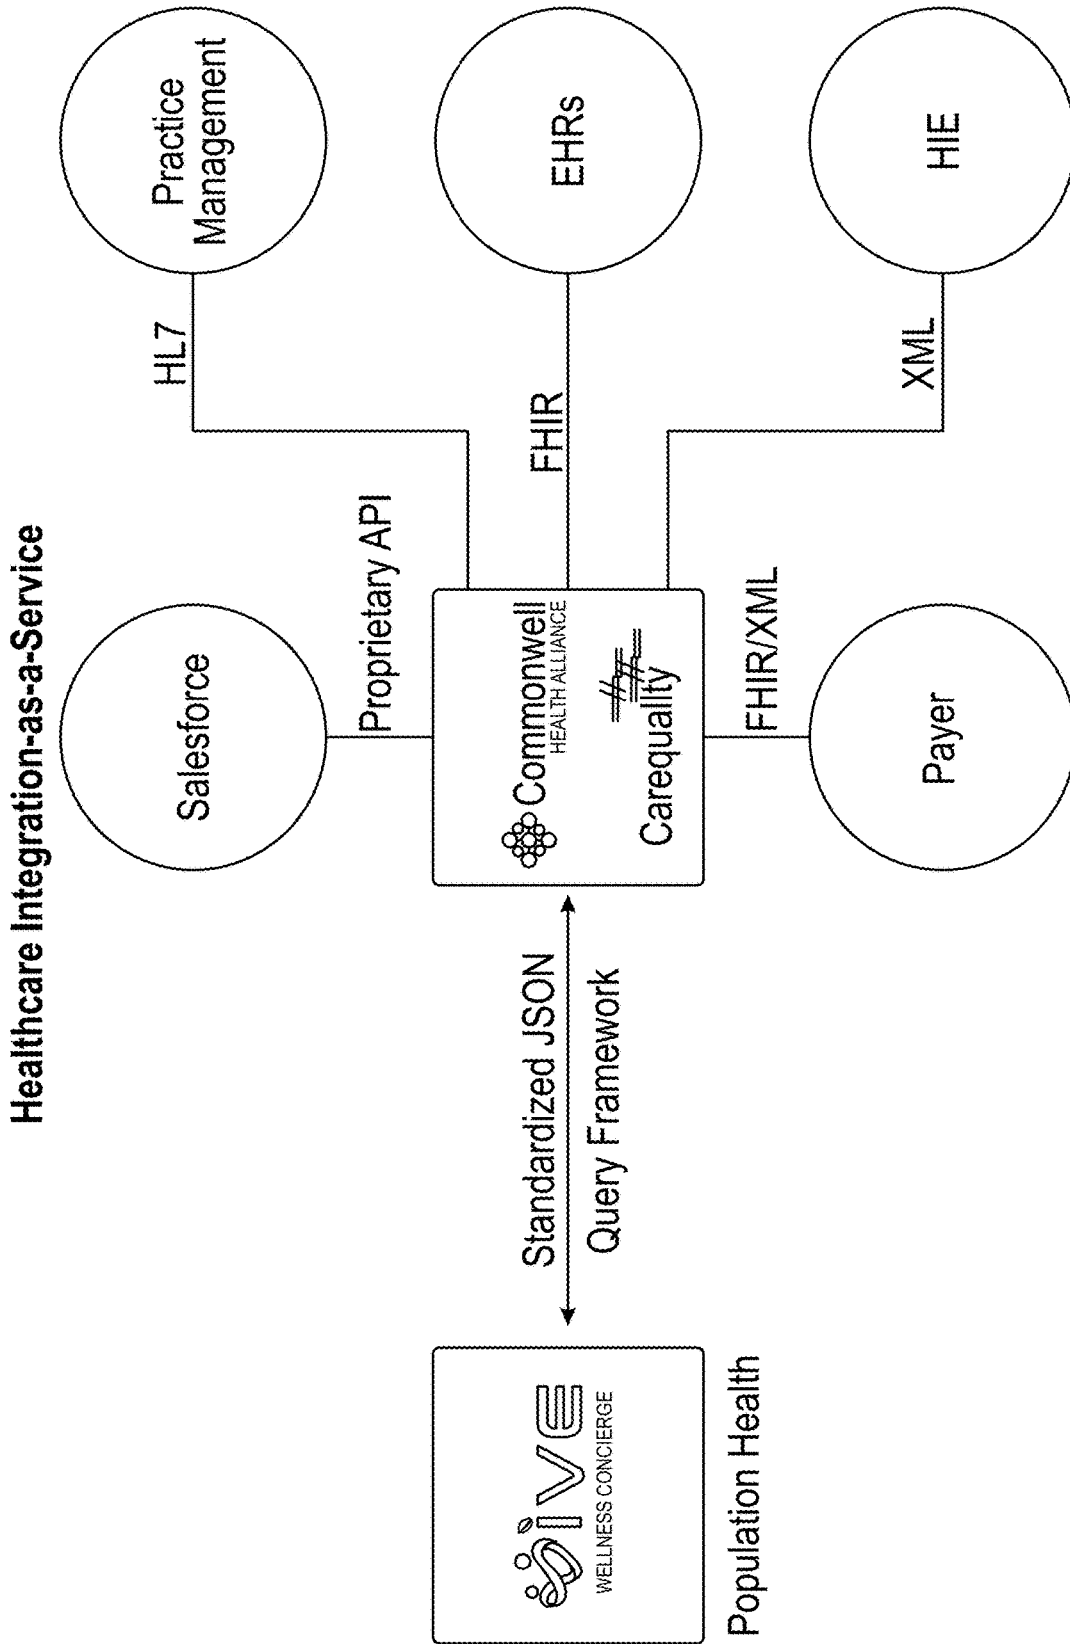 Healthcare Integration-as-a-Service
Salesforce
HL7
Practice
Management
Proprietary API
ive
WELLNESS CONCIERGE
Population Health
Standardized JSON
Query Framework
Commonwell
HEALTH ALLIANCE
Carequality
FHIR
EHRs
FHIR/XML
Payer
XML
HIE